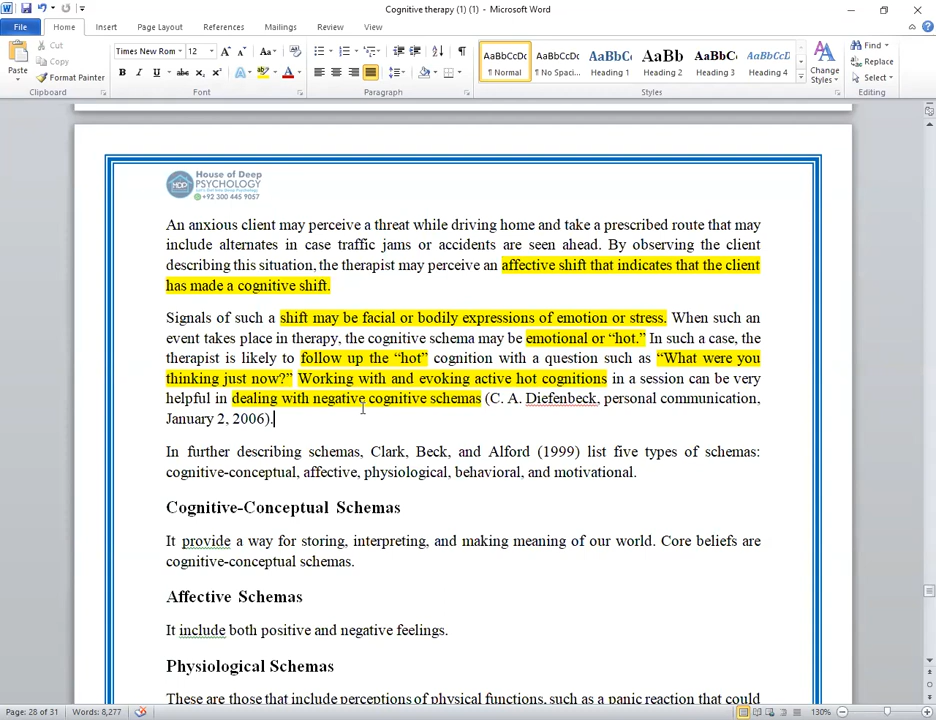 Cognitive therapy (1) (1) - Microsoft Word
File Home Insert Page Layout References Mailings Review View
Paste
Cut
Copy
Format Painter
Clipboard
Times New Rom 12
Font
Paragraph
AaBbCcDc AaBbCcDc AaBbCc AaBb AaBbC AaBbCcD
¶ Normal ¶ No Spaci... Heading 1 Heading 2 Heading 3 Heading 4
Change Styles
Styles
Find
Replace
Select
Editing
House of Deep
PSYCHOLOGY
+92 300 445 9057
An anxious client may perceive a threat while driving home and take a prescribed route that may
include alternates in case traffic jams or accidents are seen ahead. By observing the client
describing this situation, the therapist may perceive an affective shift that indicates that the client
has made a cognitive shift.
Signals of such a shift may be facial or bodily expressions of emotion or stress. When such an
event takes place in therapy, the cognitive schema may be emotional or “hot.” In such a case, the
therapist is likely to follow up the “hot” cognition with a question such as “What were you
thinking just now?” Working with and evoking active hot cognitions in a session can be very
helpful in dealing with negative cognitive schemas (C. A. Diefenbeck, personal communication,
January 2, 2006).
In further describing schemas, Clark, Beck, and Alford (1999) list five types of schemas:
cognitive-conceptual, affective, physiological, behavioral, and motivational.
Cognitive-Conceptual Schemas
It provide a way for storing, interpreting, and making meaning of our world. Core beliefs are
cognitive-conceptual schemas.
Affective Schemas
It include both positive and negative feelings.
Physiological Schemas
These are those that include perceptions of physical functions, such as a panic reaction that could
Page: 28 of 31 Words: 8,277 130%